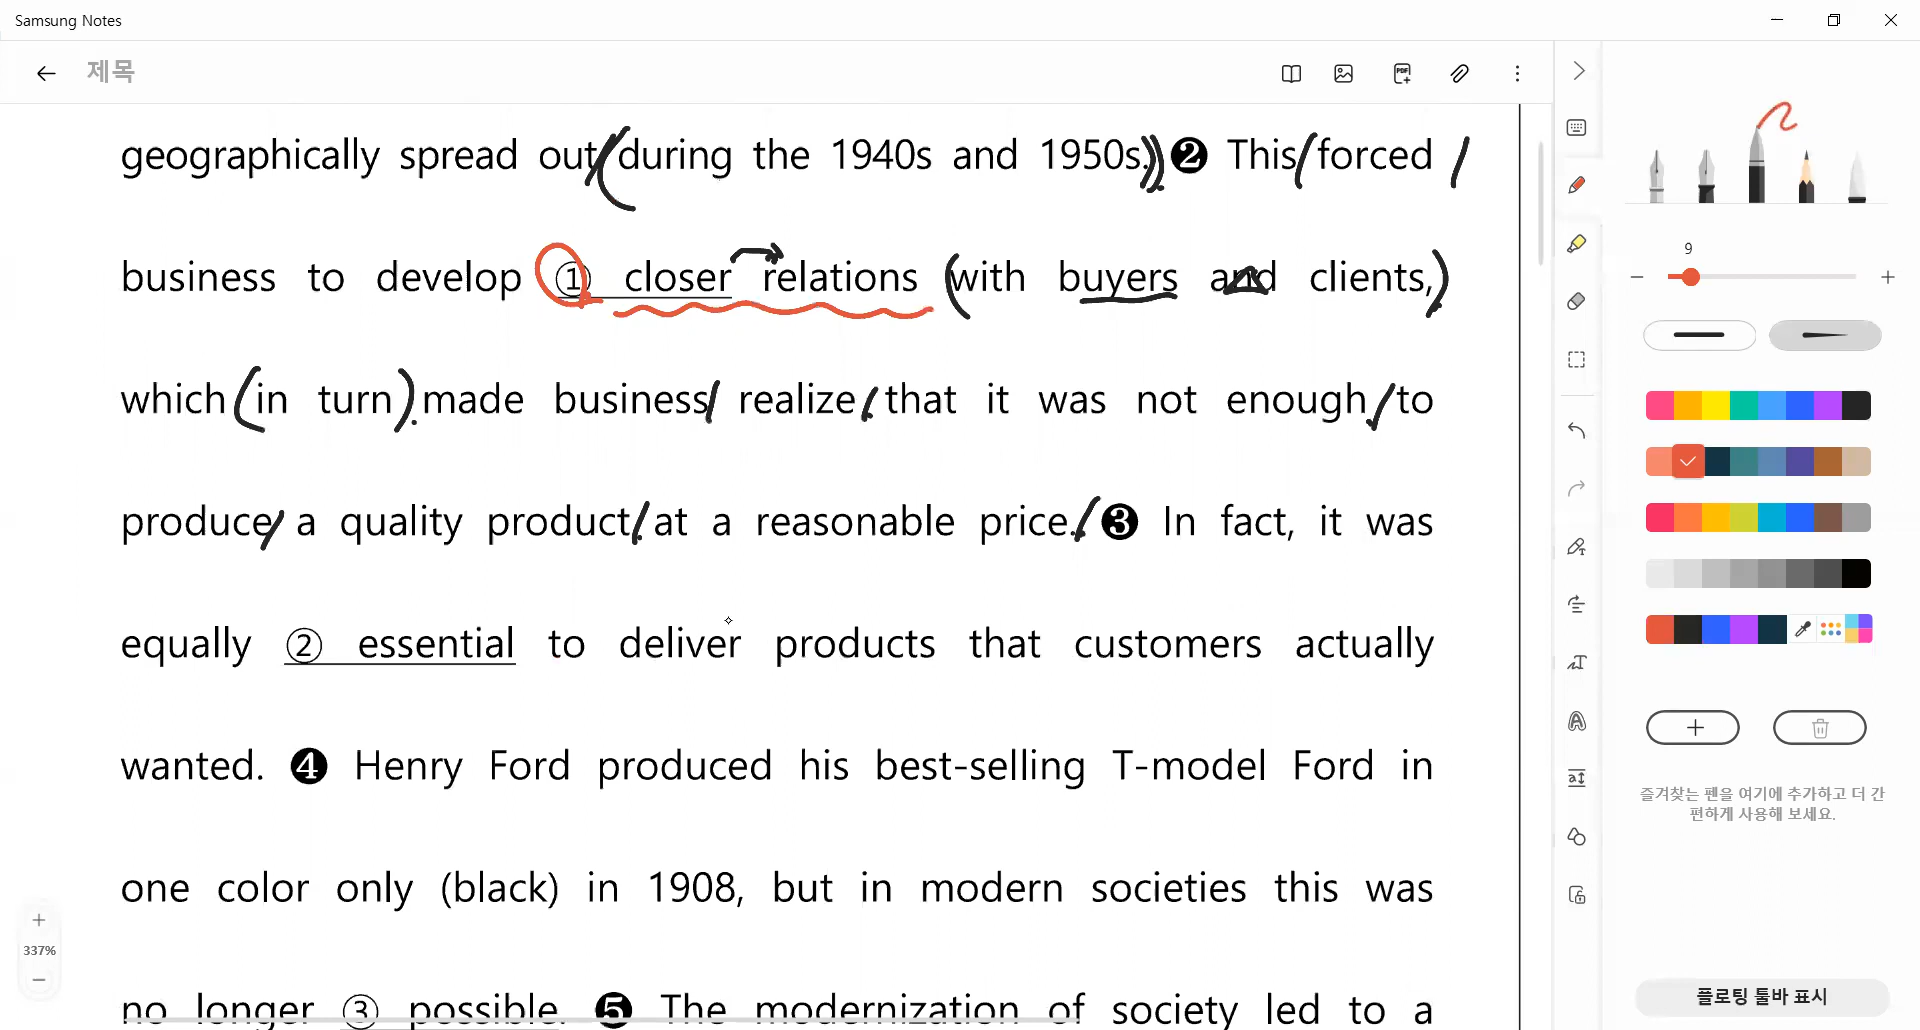 Samsung Notes
제목
PDF
geographically spread out during the 1940s and 1950s. ❷ This forced
business to develop ① closer relations with buyers and clients,
which in turn made business realize that it was not enough to
produce a quality product at a reasonable price. ❸ In fact, it was
equally ② essential to deliver products that customers actually
wanted. ❹ Henry Ford produced his best-selling T-model Ford in
one color only (black) in 1908, but in modern societies this was
no longer ③ possible. ❺ The modernization of society led to a
337%
9
즐겨찾는 펜을 여기에 추가하고 더 간
편하게 사용해 보세요.
플로팅 툴바 표시